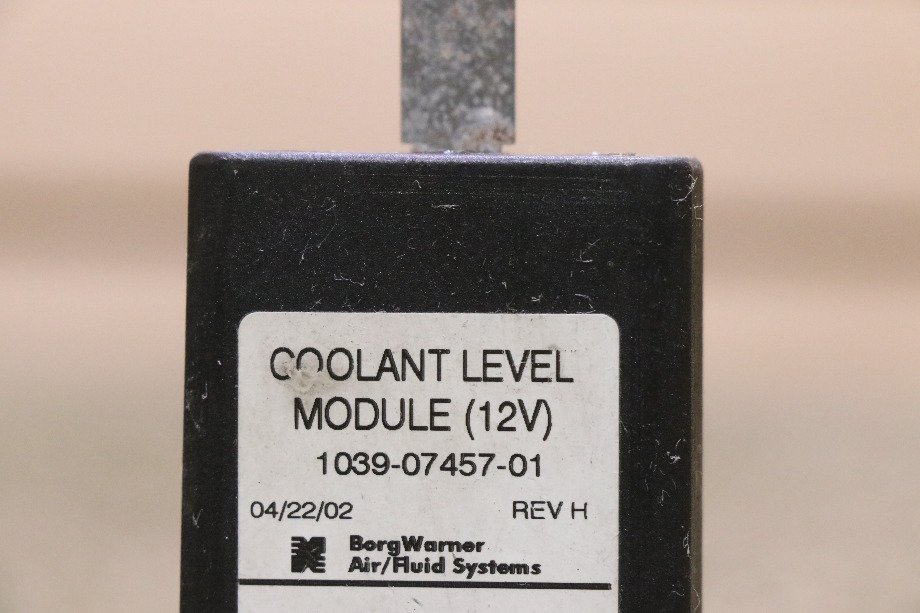 COOLANT LEVEL
MODULE (12V)
1039-07457-01
04/22/02 REV H
BorgWarner
Air/Fluid Systems